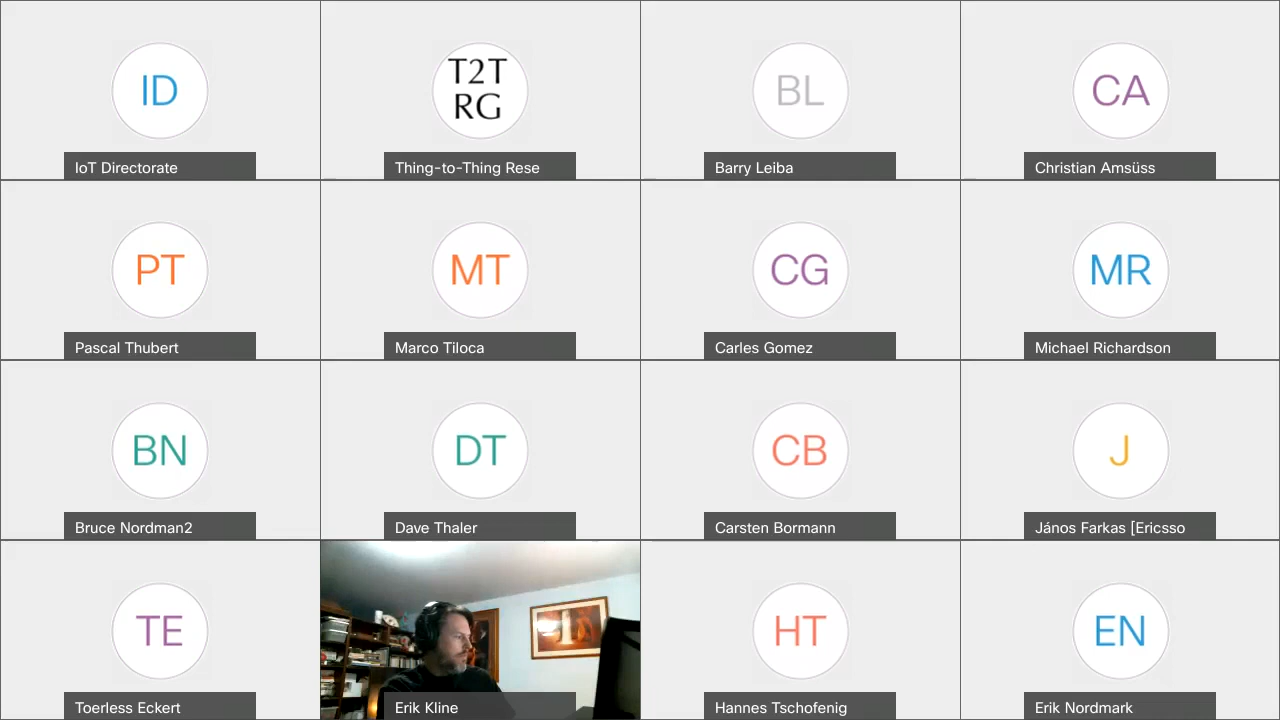 ID
IoT Directorate
T2T
RG
Thing-to-Thing Rese
BL
Barry Leiba
CA
Christian Amsüss
PT
Pascal Thubert
MT
Marco Tiloca
CG
Carles Gomez
MR
Michael Richardson
BN
Bruce Nordman2
DT
Dave Thaler
CB
Carsten Bormann
J
János Farkas [Ericsso
TE
Toerless Eckert
Erik Kline
HT
Hannes Tschofenig
EN
Erik Nordmark